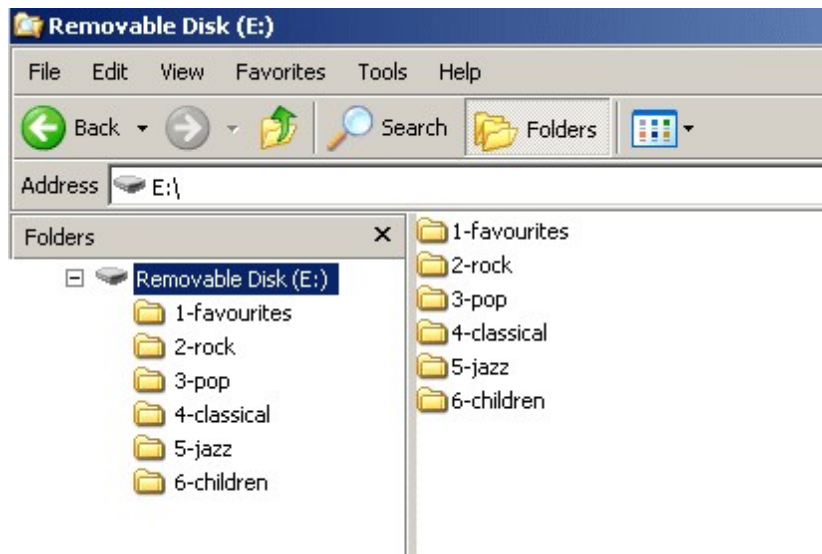 Removable Disk (E:)
File Edit View Favorites Tools Help
Back Search Folders
Address E:\
Folders
Removable Disk (E:)
1-favourites
2-rock
3-pop
4-classical
5-jazz
6-children
1-favourites
2-rock
3-pop
4-classical
5-jazz
6-children